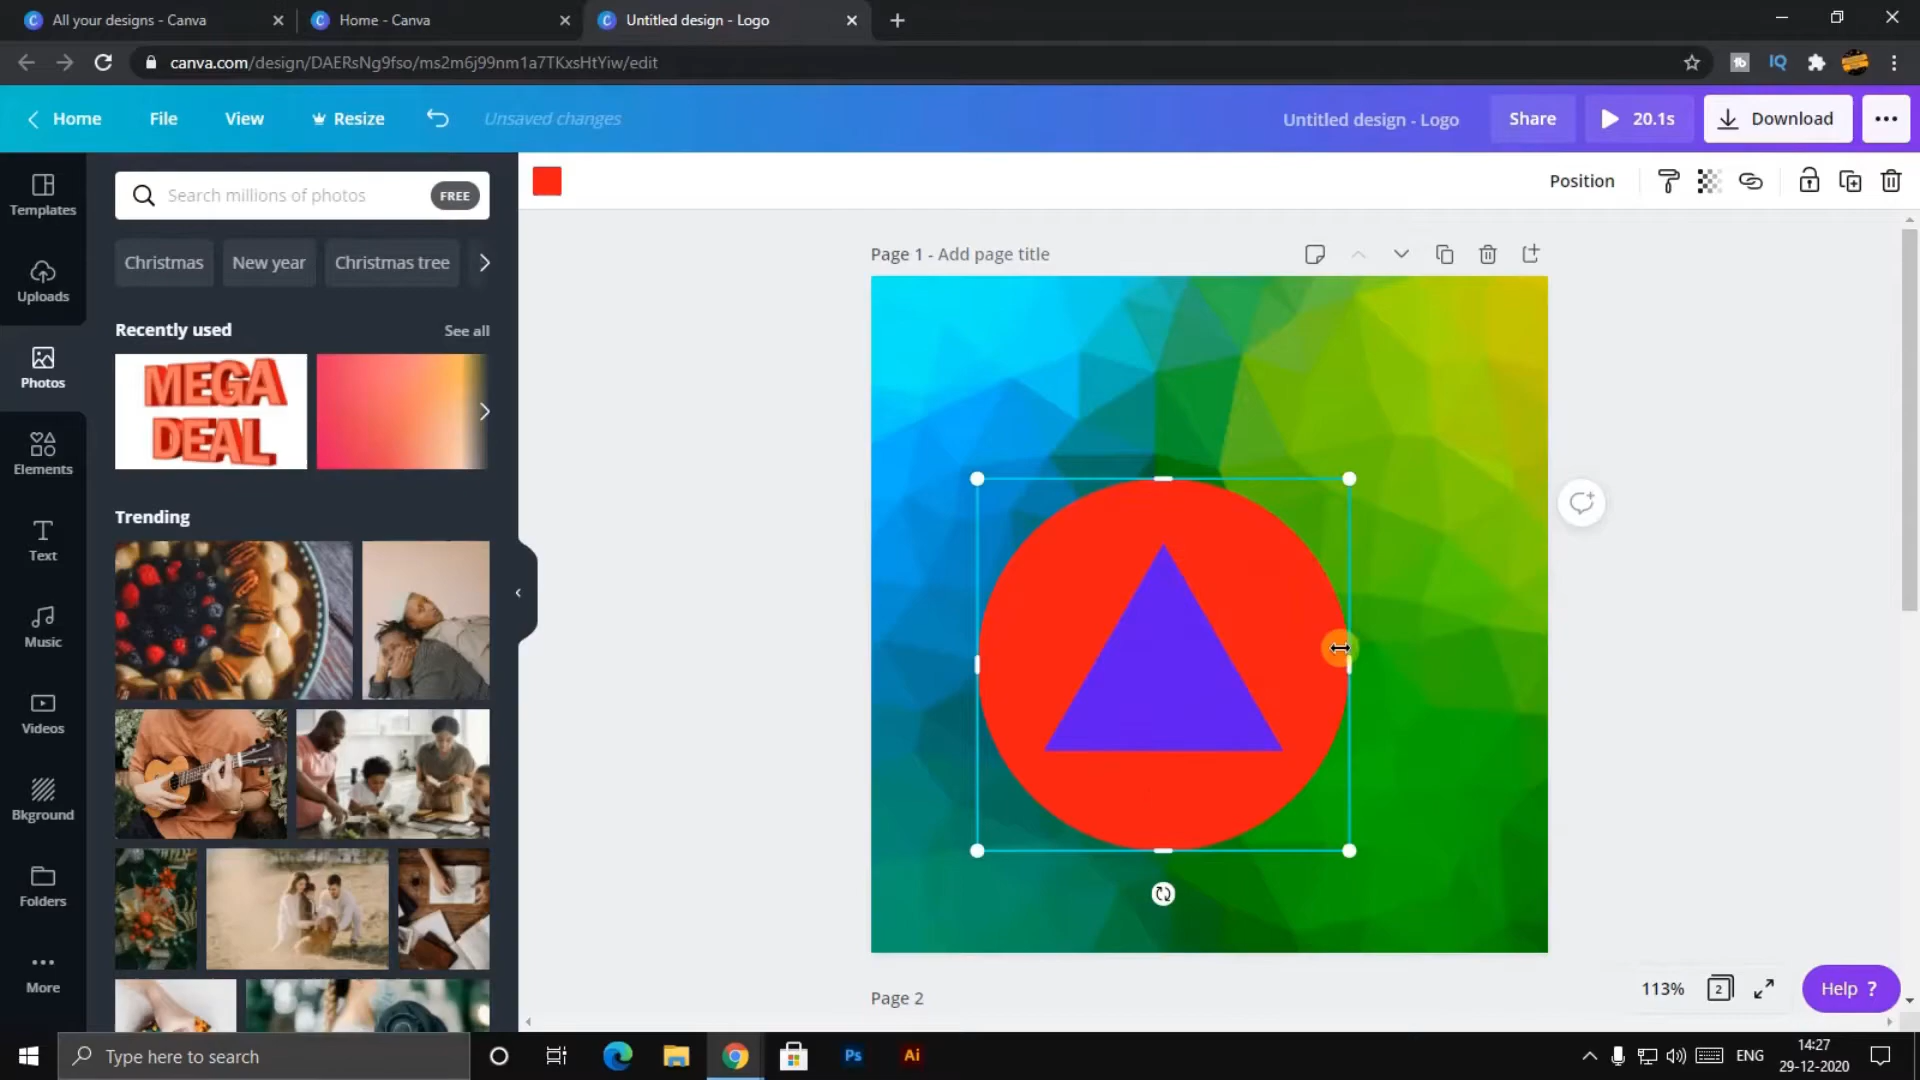 All your designs - Canva
Home - Canva
Untitled design - Logo
canva.com/design/DAERsNg9fso/ms2m6j99nm1a7TKxsHtYiw/edit
Home
File
View
Resize
Unsaved changes
Untitled design - Logo
Share
20.1s
Download
Templates
Uploads
Photos
Elements
Text
Music
Videos
Bkground
Folders
More
Search millions of photos
FREE
Christmas
New year
Christmas tree
Recently used
See all
MEGA
DEAL
Trending
Position
Page 1 - Add page title
Page 2
113%
2
Help ?
Type here to search
Ps
Ai
ENG
14:27
29-12-2020